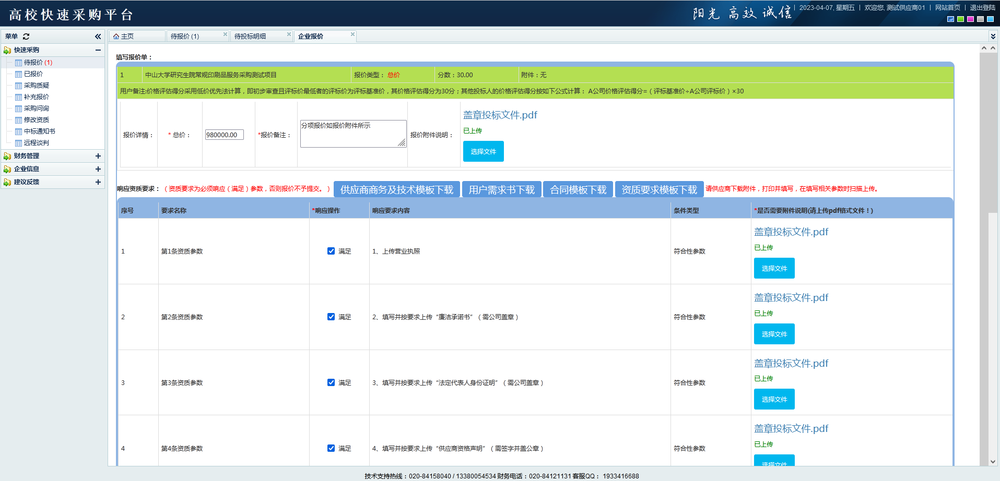 高校快速采购平台
阳光 高效 诚信
2023-04-07, 星期五 | 欢迎您, 测试供应商01 | 网站首页 | 退出登陆
菜单
主页
待报价 (1)
待投标明细
企业报价
快速采购
待报价 (1)
已报价
采购质疑
补充报价
采购问询
修改资质
中标通知书
远程谈判
财务管理
企业信息
建议反馈
填写报价单：
1 中山大学研究生院常规印刷品服务采购测试项目 报价类型： 总价 分数：30.00 附件：无
用户备注:价格评估得分采用低价优先法计算，即初步审查且评标价最低者的评标价为评标基准价，其价格评估得分为30分；其他投标人的价格评估得分按如下公式计算： A公司价格评估得分=（评标基准价÷A公司评标价）×30
报价详情： * 总价： 980000.00 *报价备注： 分项报价如报价附件所示 报价附件说明：
盖章投标文件.pdf
已上传
选择文件
响应资质要求：（资质要求为必须响应（满足）参数，否则报价不予提交。） 供应商商务及技术模板下载 用户需求书下载 合同模板下载 资质要求模板下载 请供应商下载附件，打印并填写，在填写相关参数时扫描上传。
序号 要求名称 *响应操作 响应要求内容 条件类型 *是否需要附件说明(请上传pdf格式文件！)
1 第1条资质参数 满足 1、上传营业执照 符合性参数
盖章投标文件.pdf
已上传
选择文件
2 第2条资质参数 满足 2、填写并按要求上传“廉洁承诺书”（需公司盖章） 符合性参数
盖章投标文件.pdf
已上传
选择文件
3 第3条资质参数 满足 3、填写并按要求上传“法定代表人身份证明”（需公司盖章） 符合性参数
盖章投标文件.pdf
已上传
选择文件
4 第4条资质参数 满足 4、填写并按要求上传“供应商资格声明”（需签字并盖公章） 符合性参数
盖章投标文件.pdf
已上传
选择文件
技术支持热线：020-84158040 / 13380054534 财务电话：020-84121131 客服QQ： 1933416688